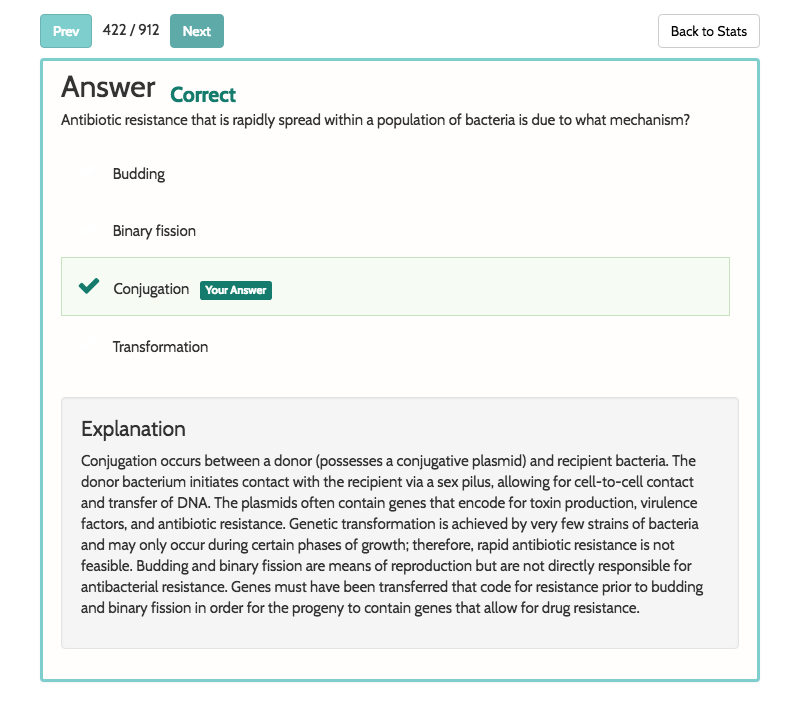 Prev 422 / 912 Next Back to Stats
Answer Correct
Antibiotic resistance that is rapidly spread within a population of bacteria is due to what mechanism?
Budding
Binary fission
Conjugation Your Answer
Transformation
Explanation
Conjugation occurs between a donor (possesses a conjugative plasmid) and recipient bacteria. The
donor bacterium initiates contact with the recipient via a sex pilus, allowing for cell-to-cell contact
and transfer of DNA. The plasmids often contain genes that encode for toxin production, virulence
factors, and antibiotic resistance. Genetic transformation is achieved by very few strains of bacteria
and may only occur during certain phases of growth; therefore, rapid antibiotic resistance is not
feasible. Budding and binary fission are means of reproduction but are not directly responsible for
antibacterial resistance. Genes must have been transferred that code for resistance prior to budding
and binary fission in order for the progeny to contain genes that allow for drug resistance.